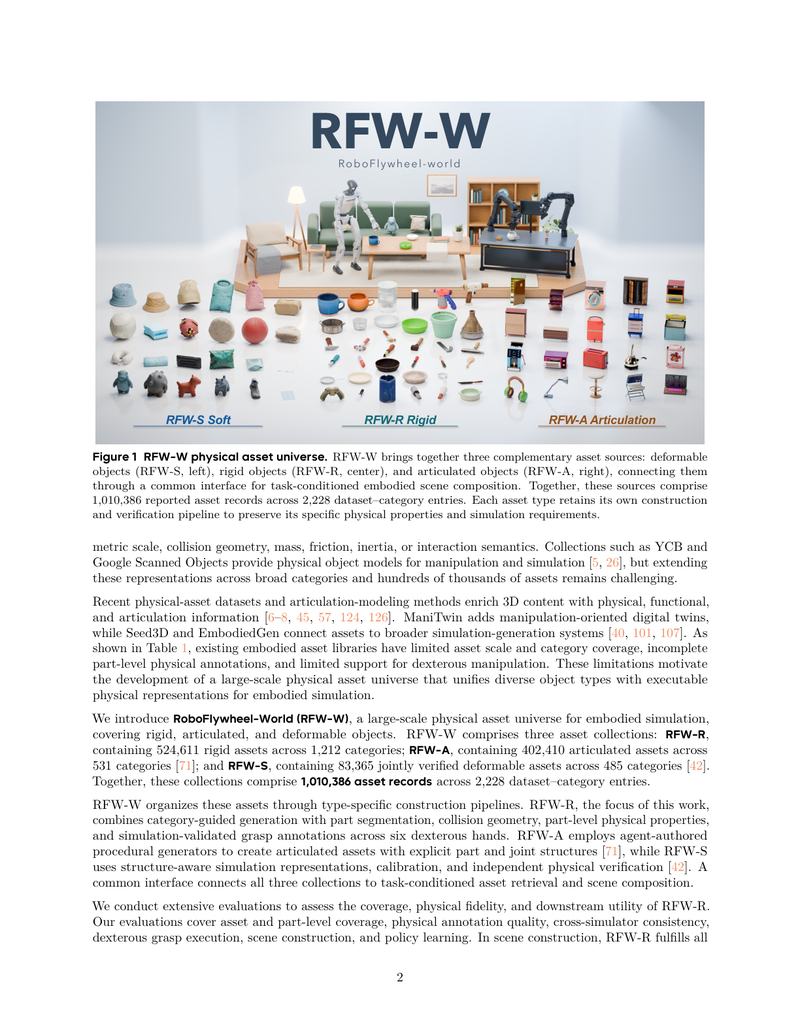 RFW-W
RoboFlywheel-world
RFW-S Soft
RFW-R Rigid
RFW-A Articulation
Figure 1 RFW-W physical asset universe. RFW-W brings together three complementary asset sources: deformable
objects (RFW-S, left), rigid objects (RFW-R, center), and articulated objects (RFW-A, right), connecting them
through a common interface for task-conditioned embodied scene composition. Together, these sources comprise
1,010,386 reported asset records across 2,228 dataset–category entries. Each asset type retains its own construction
and verification pipeline to preserve its specific physical properties and simulation requirements.
metric scale, collision geometry, mass, friction, inertia, or interaction semantics. Collections such as YCB and
Google Scanned Objects provide physical object models for manipulation and simulation [5, 26], but extending
these representations across broad categories and hundreds of thousands of assets remains challenging.
Recent physical-asset datasets and articulation-modeling methods enrich 3D content with physical, functional,
and articulation information [6–8, 45, 57, 124, 126]. ManiTwin adds manipulation-oriented digital twins,
while Seed3D and EmbodiedGen connect assets to broader simulation-generation systems [40, 101, 107]. As
shown in Table 1, existing embodied asset libraries have limited asset scale and category coverage, incomplete
part-level physical annotations, and limited support for dexterous manipulation. These limitations motivate
the development of a large-scale physical asset universe that unifies diverse object types with executable
physical representations for embodied simulation.
We introduce RoboFlywheel-World (RFW-W), a large-scale physical asset universe for embodied simulation,
covering rigid, articulated, and deformable objects. RFW-W comprises three asset collections: RFW-R,
containing 524,611 rigid assets across 1,212 categories; RFW-A, containing 402,410 articulated assets across
531 categories [71]; and RFW-S, containing 83,365 jointly verified deformable assets across 485 categories [42].
Together, these collections comprise 1,010,386 asset records across 2,228 dataset–category entries.
RFW-W organizes these assets through type-specific construction pipelines. RFW-R, the focus of this work,
combines category-guided generation with part segmentation, collision geometry, part-level physical properties,
and simulation-validated grasp annotations across six dexterous hands. RFW-A employs agent-authored
procedural generators to create articulated assets with explicit part and joint structures [71], while RFW-S
uses structure-aware simulation representations, calibration, and independent physical verification [42]. A
common interface connects all three collections to task-conditioned asset retrieval and scene composition.
We conduct extensive evaluations to assess the coverage, physical fidelity, and downstream utility of RFW-R.
Our evaluations cover asset and part-level coverage, physical annotation quality, cross-simulator consistency,
dexterous grasp execution, scene construction, and policy learning. In scene construction, RFW-R fulfills all
2